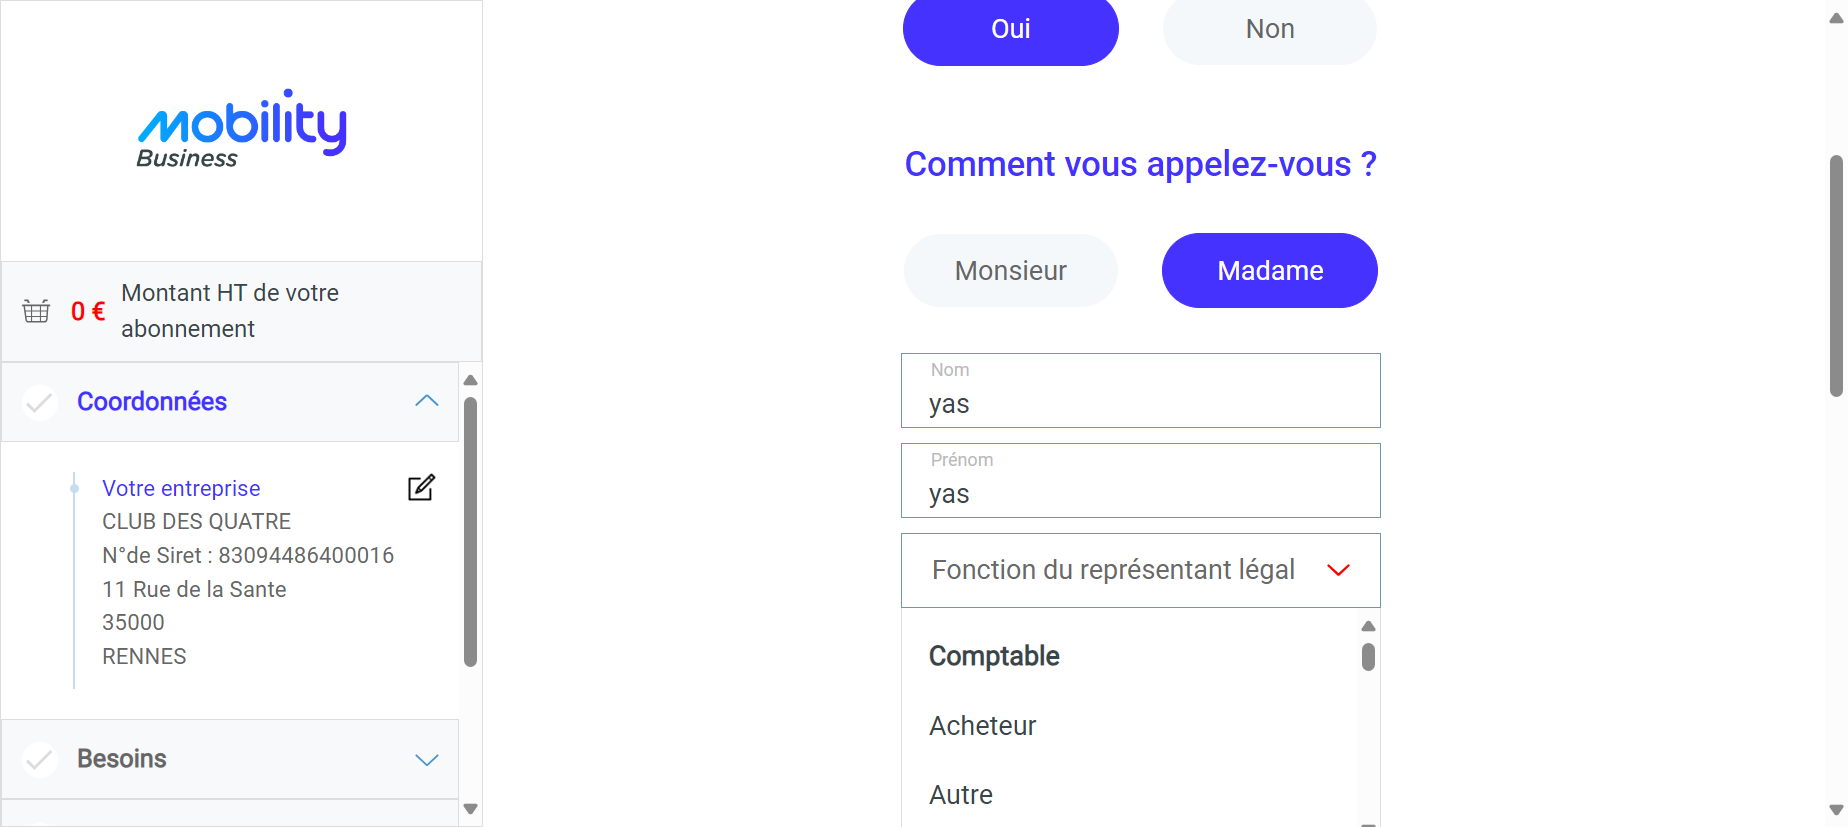 mobility
Business
0 €
Montant HT de votre
abonnement
Coordonnées
Votre entreprise
CLUB DES QUATRE
N°de Siret : 83094486400016
11 Rue de la Sante
35000
RENNES
Besoins
Oui
Non
Comment vous appelez-vous ?
Monsieur
Madame
Nom
yas
Prénom
yas
Fonction du représentant légal
Comptable
Acheteur
Autre